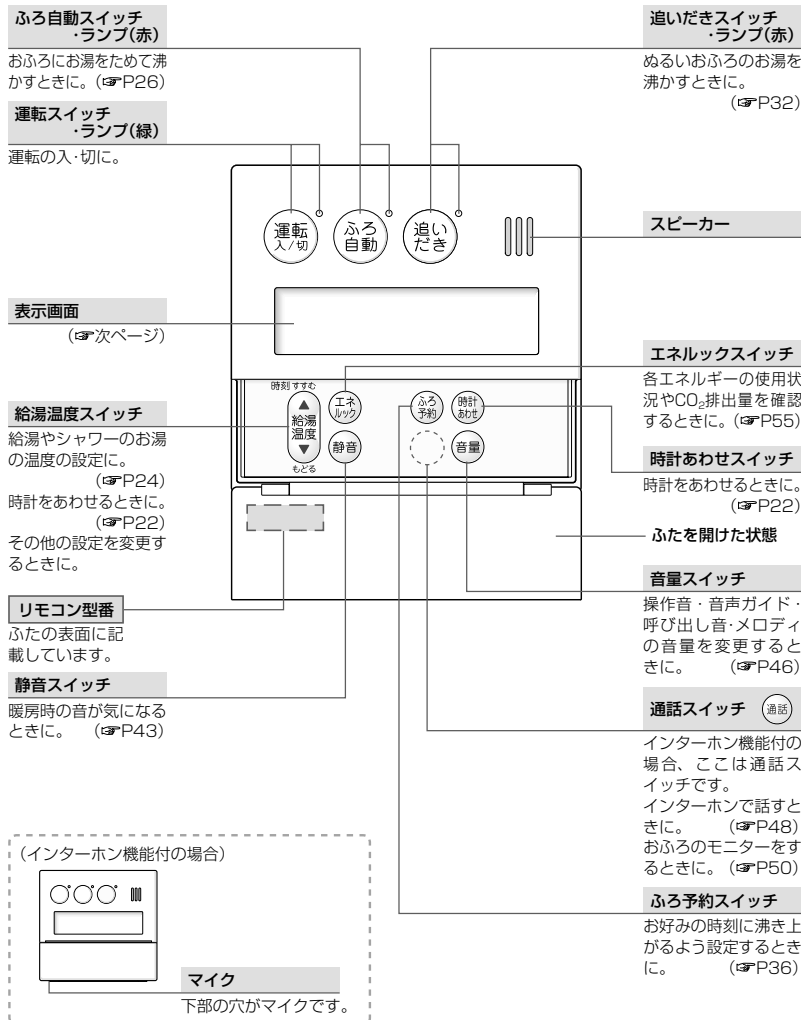 ふろ自動スイッチ
・ランプ(赤)
おふろにお湯をためて沸
かすときに。(☞P26)
運転スイッチ
・ランプ(緑)
運転の入・切に。
表示画面
(☞次ページ)
給湯温度スイッチ
給湯やシャワーのお湯
の温度の設定に。
(☞P24)
時計をあわせるときに。
(☞P22)
その他の設定を変更す
るときに。
リモコン型番
ふたの表面に記
載しています。
静音スイッチ
暖房時の音が気になる
ときに。 (☞P43)
運転
入/切
ふろ
自動
追い
だき
時刻 すすむ
▲
給湯
温度
▼
もどる
エネ
ルック
静音
ふろ
予約
時計
あわせ
音量
追いだきスイッチ
・ランプ(赤)
ぬるいおふろのお湯を
沸かすときに。
(☞P32)
スピーカー
エネルックスイッチ
各エネルギーの使用状
況やCO₂排出量を確認
するときに。(☞P55)
時計あわせスイッチ
時計をあわせるときに。
(☞P22)
ふたを開けた状態
音量スイッチ
操作音・音声ガイド・
呼び出し音・メロディ
の音量を変更すると
きに。 (☞P46)
通話スイッチ 通話
インターホン機能付の
場合、ここは通話ス
イッチです。
インターホンで話すと
きに。 (☞P48)
おふろのモニターをす
るときに。(☞P50)
ふろ予約スイッチ
お好みの時刻に沸き上
がるよう設定するとき
に。 (☞P36)
(インターホン機能付の場合)
マイク
下部の穴がマイクです。